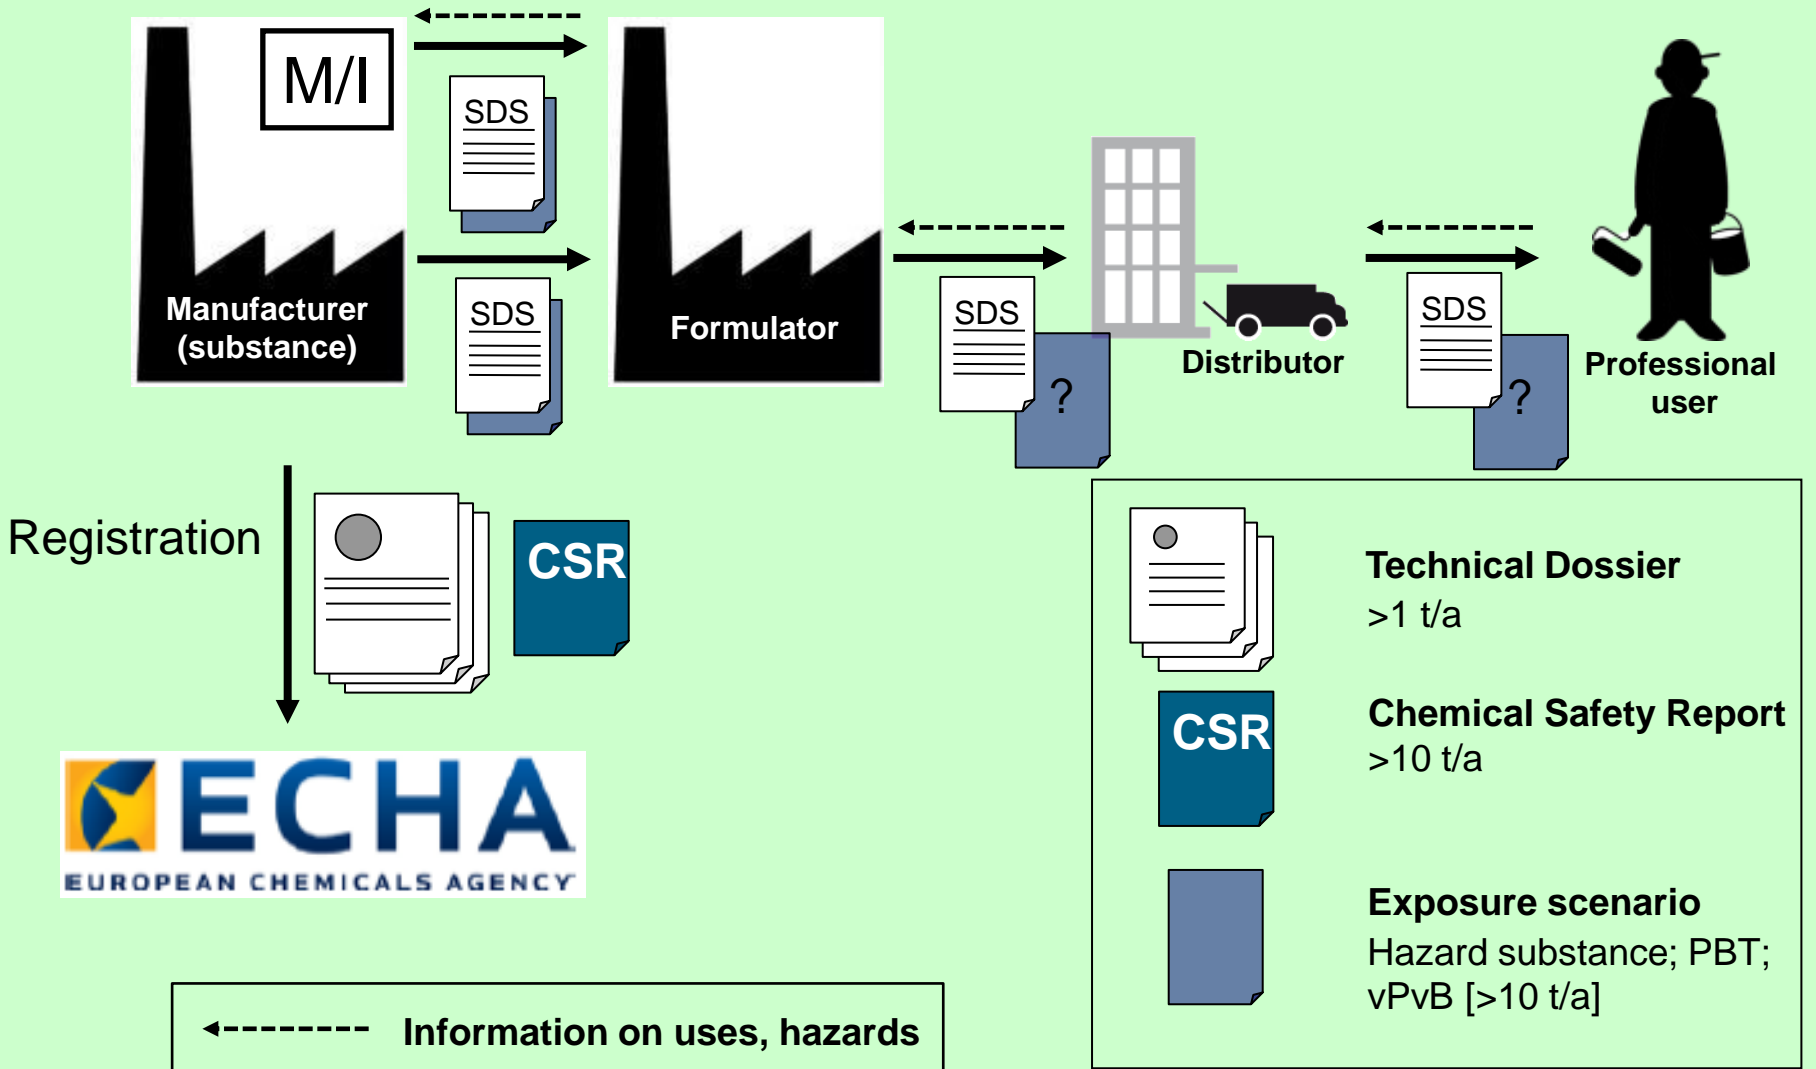 M/I
SDS
SDS
Manufacturer
(substance)
Formulator
SDS
?
Distributor
SDS
?
Professional
user
Registration
CSR
ECHA
EUROPEAN CHEMICALS AGENCY
Technical Dossier
>1 t/a
CSR
Chemical Safety Report
>10 t/a
Exposure scenario
Hazard substance; PBT;
vPvB [>10 t/a]
Information on uses, hazards